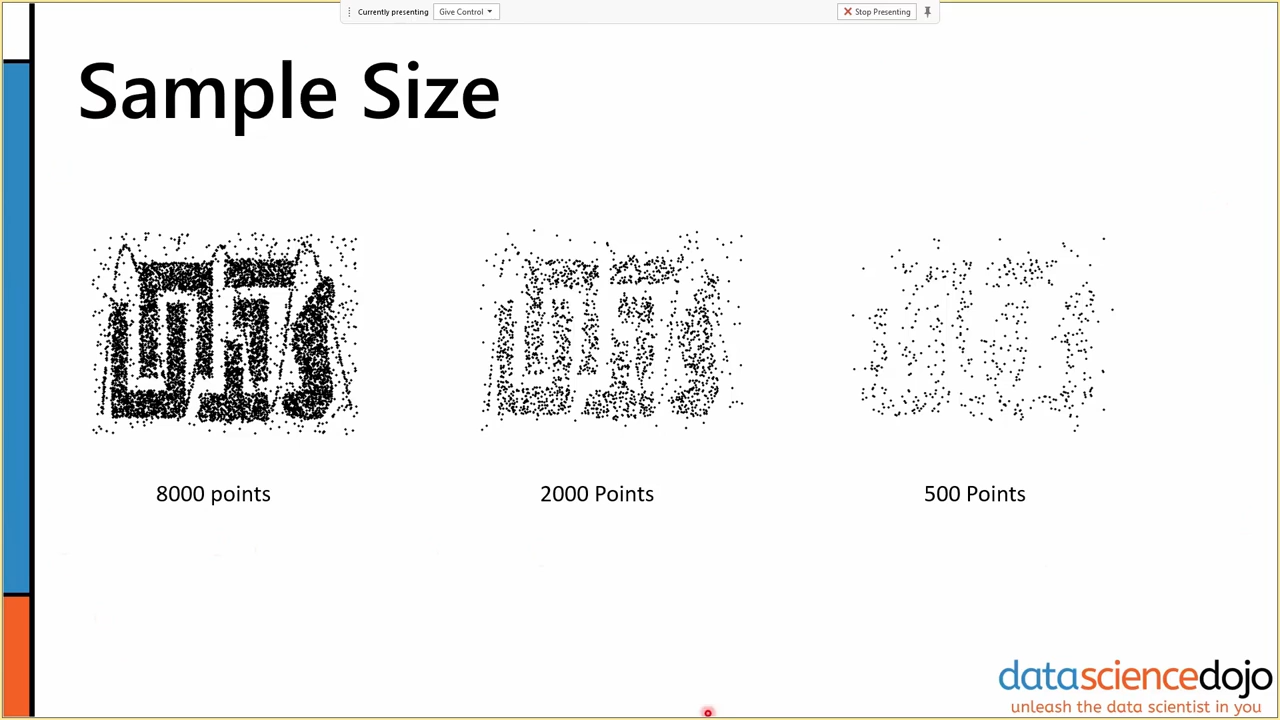 Currently presenting Give Control Stop Presenting
Sample Size
8000 points 2000 Points 500 Points
datasciencedojo
unleash the data scientist in you